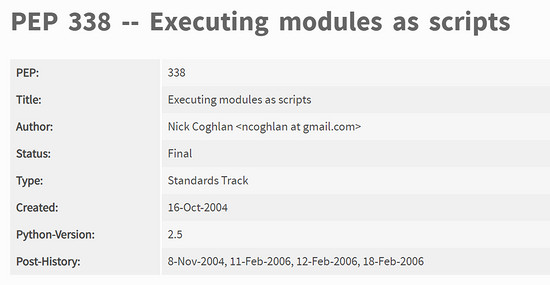 PEP 338 -- Executing modules as scripts
PEP: 338
Title: Executing modules as scripts
Author: Nick Coghlan <ncoghlan at gmail.com>
Status: Final
Type: Standards Track
Created: 16-Oct-2004
Python-Version: 2.5
Post-History: 8-Nov-2004, 11-Feb-2006, 12-Feb-2006, 18-Feb-2006